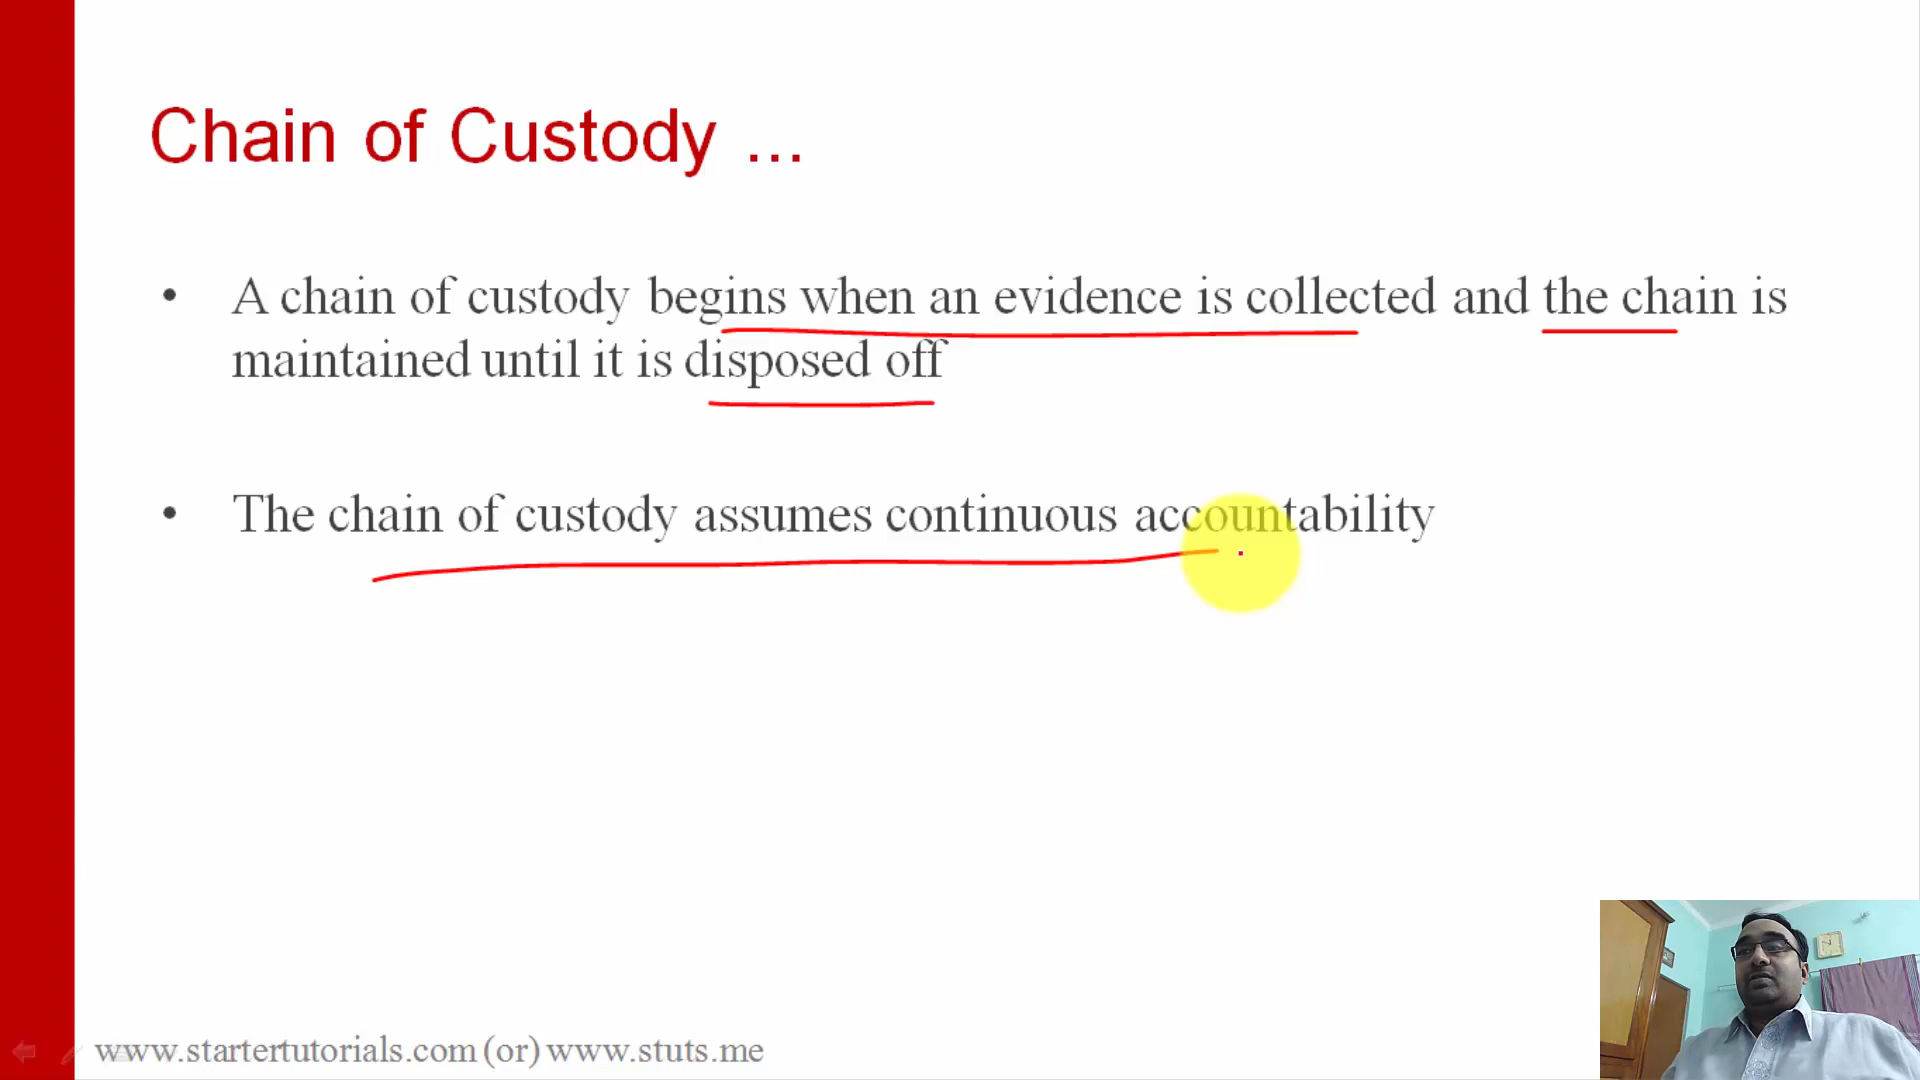 Chain of Custody ...
• A chain of custody begins when an evidence is collected and the chain is
maintained until it is disposed off
• The chain of custody assumes continuous accountability
www.startertutorials.com (or) www.stuts.me